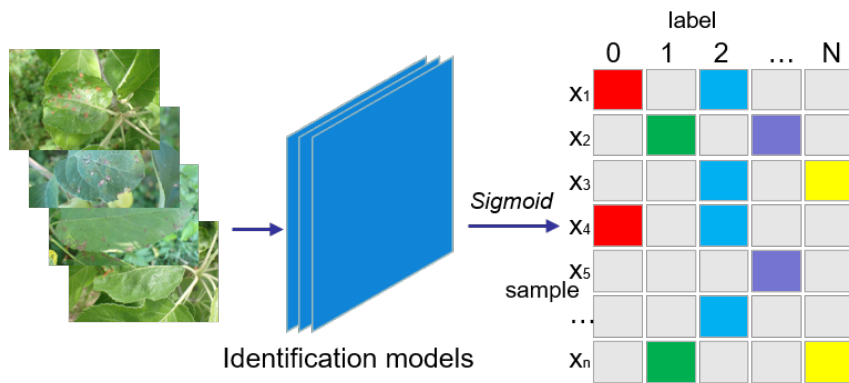 label
0 1 2 … N
x₁
x₂
x₃
Sigmoid
x₄
x₅
sample
…
xₙ
Identification models